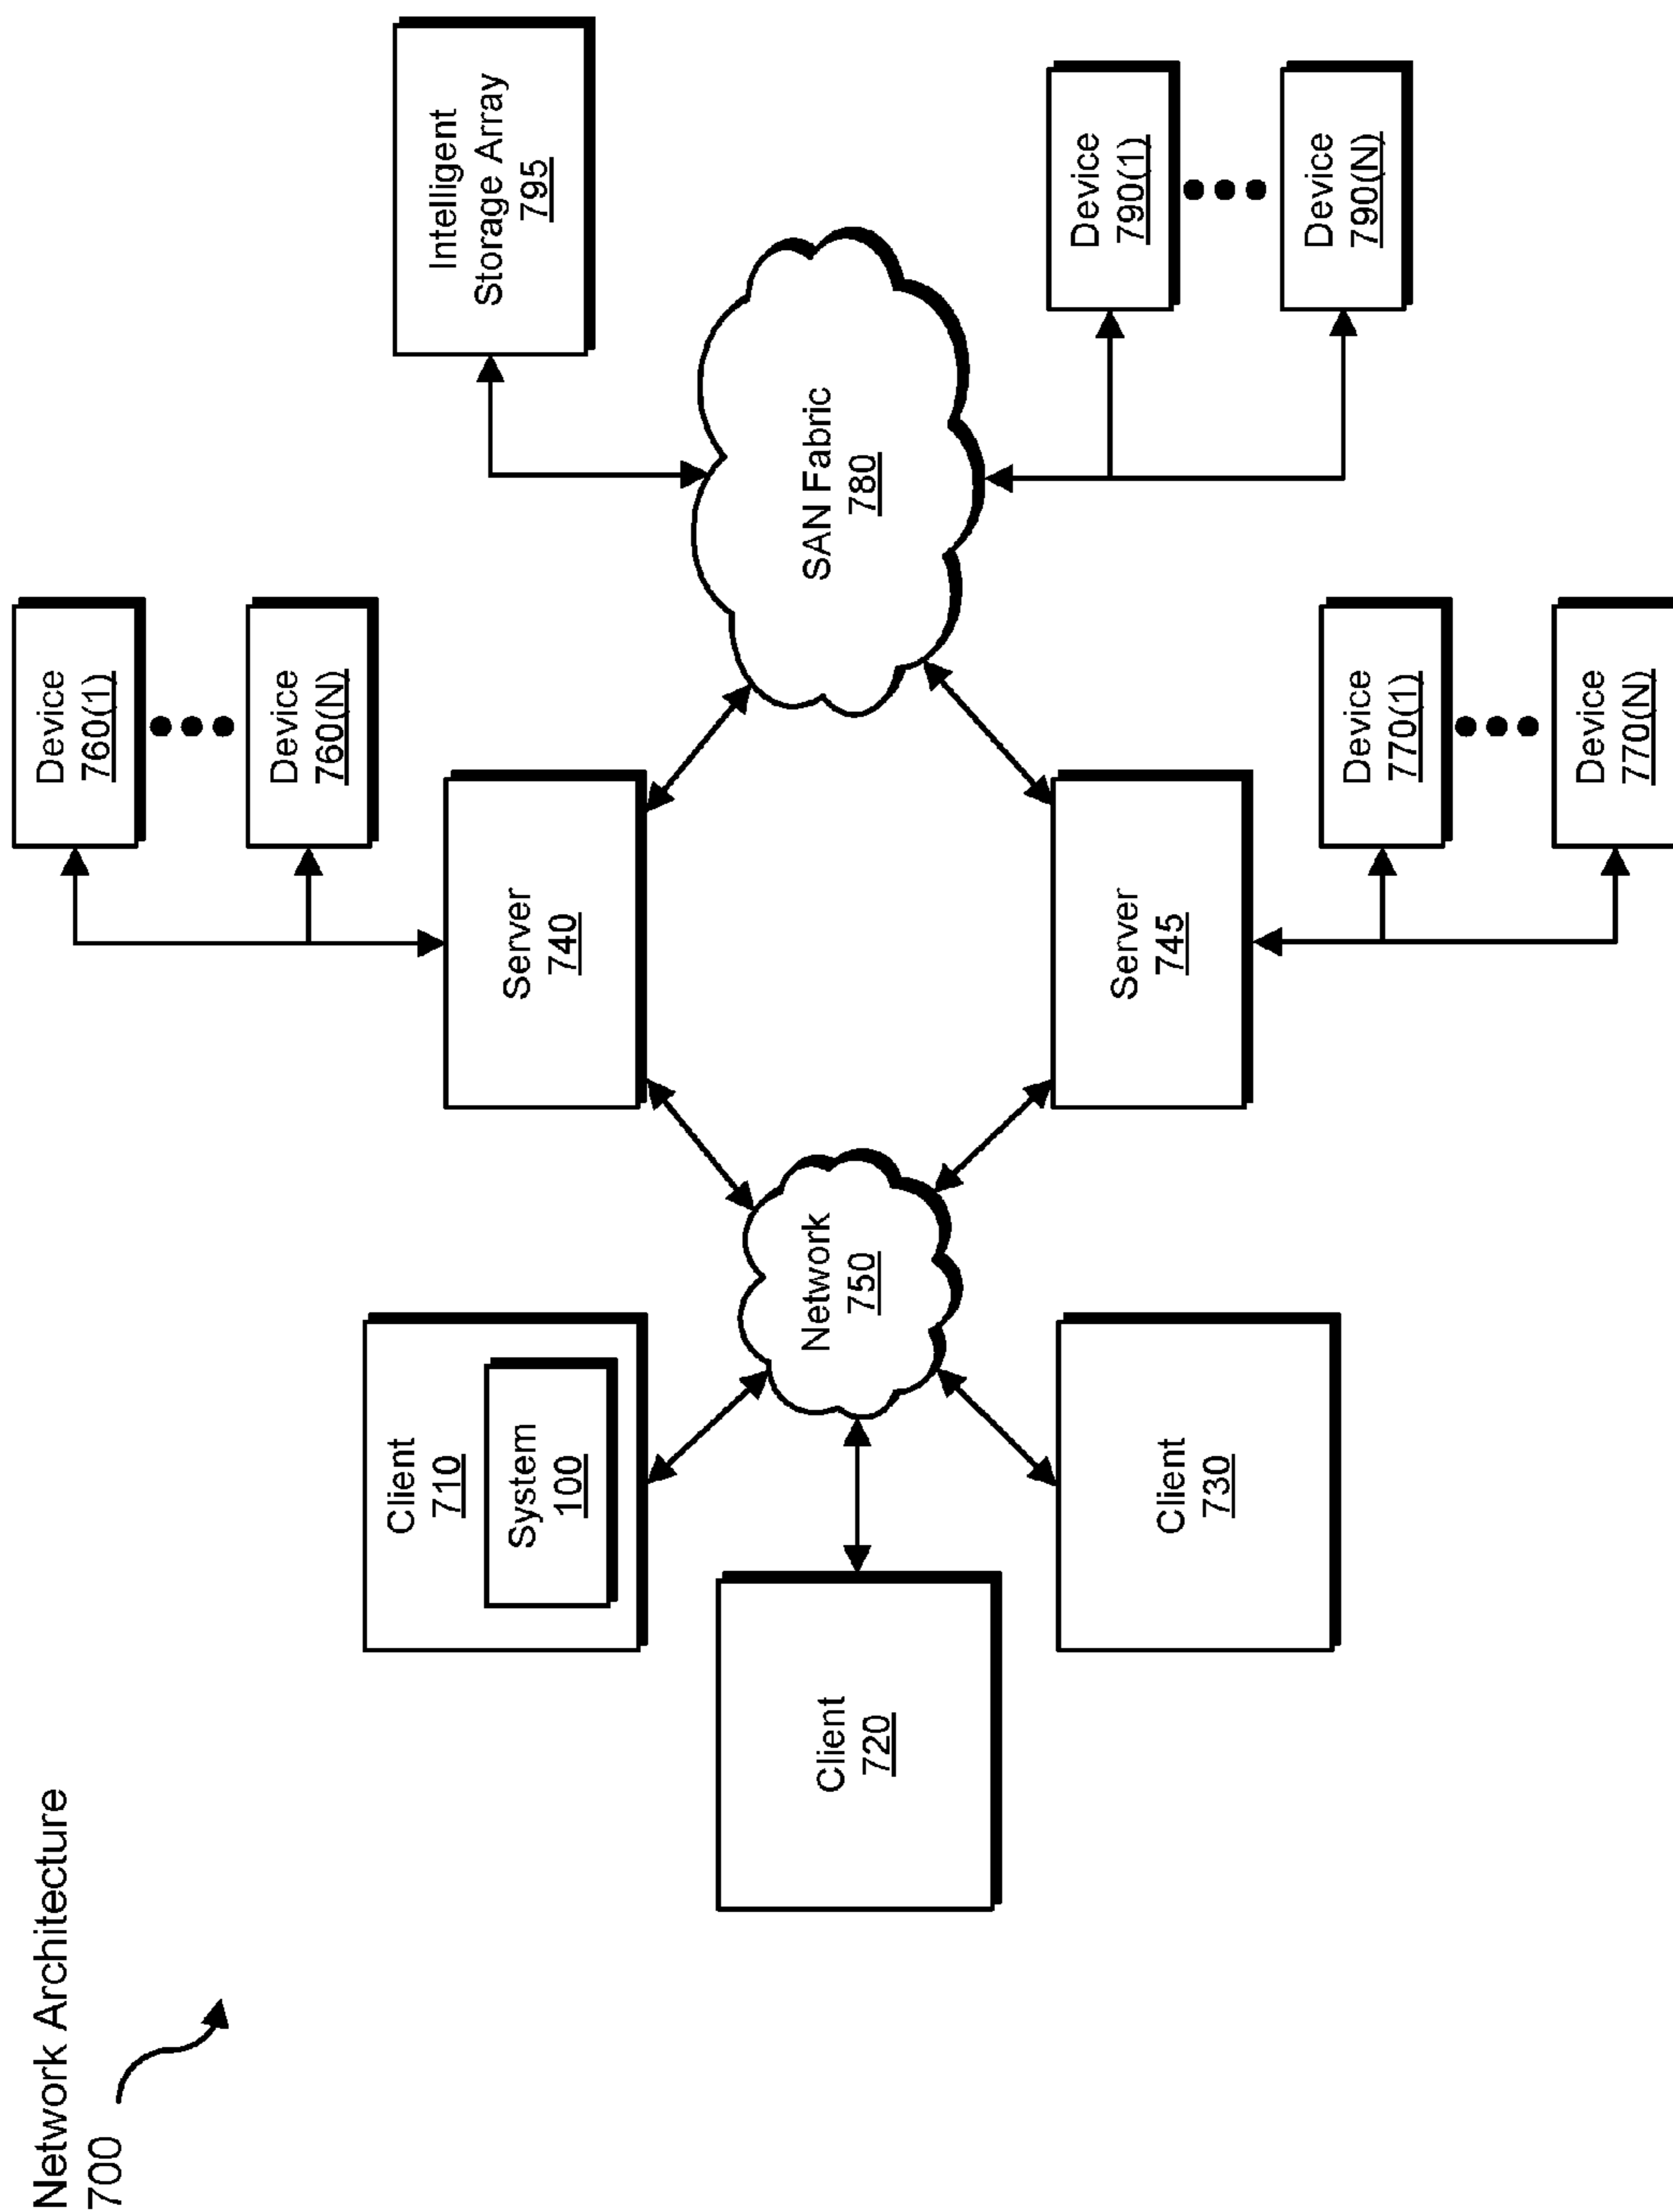 Network Architecture
700
Client
710
System
100
Client
720
Client
730
Network
750
Server
740
Server
745
Device
760(1)
Device
760(N)
Device
770(1)
Device
770(N)
SAN Fabric
780
Intelligent
Storage Array
795
Device
790(1)
Device
790(N)